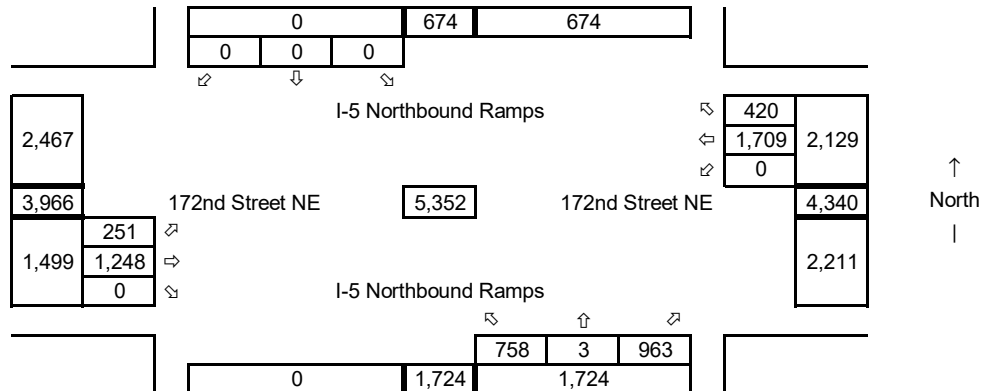 0 674 674
0 0 0
⬃ ⇩ ⬂
I-5 Northbound Ramps ⬁ 420
2,467 ⇦ 1,709 2,129
⬃ 0 ↑
3,966 172nd Street NE 5,352 172nd Street NE 4,340 North
251 ⬀ |
1,499 1,248 ⇨ 2,211
0 ⬂ I-5 Northbound Ramps
⬁ ⇧ ⬀
758 3 963
0 1,724 1,724